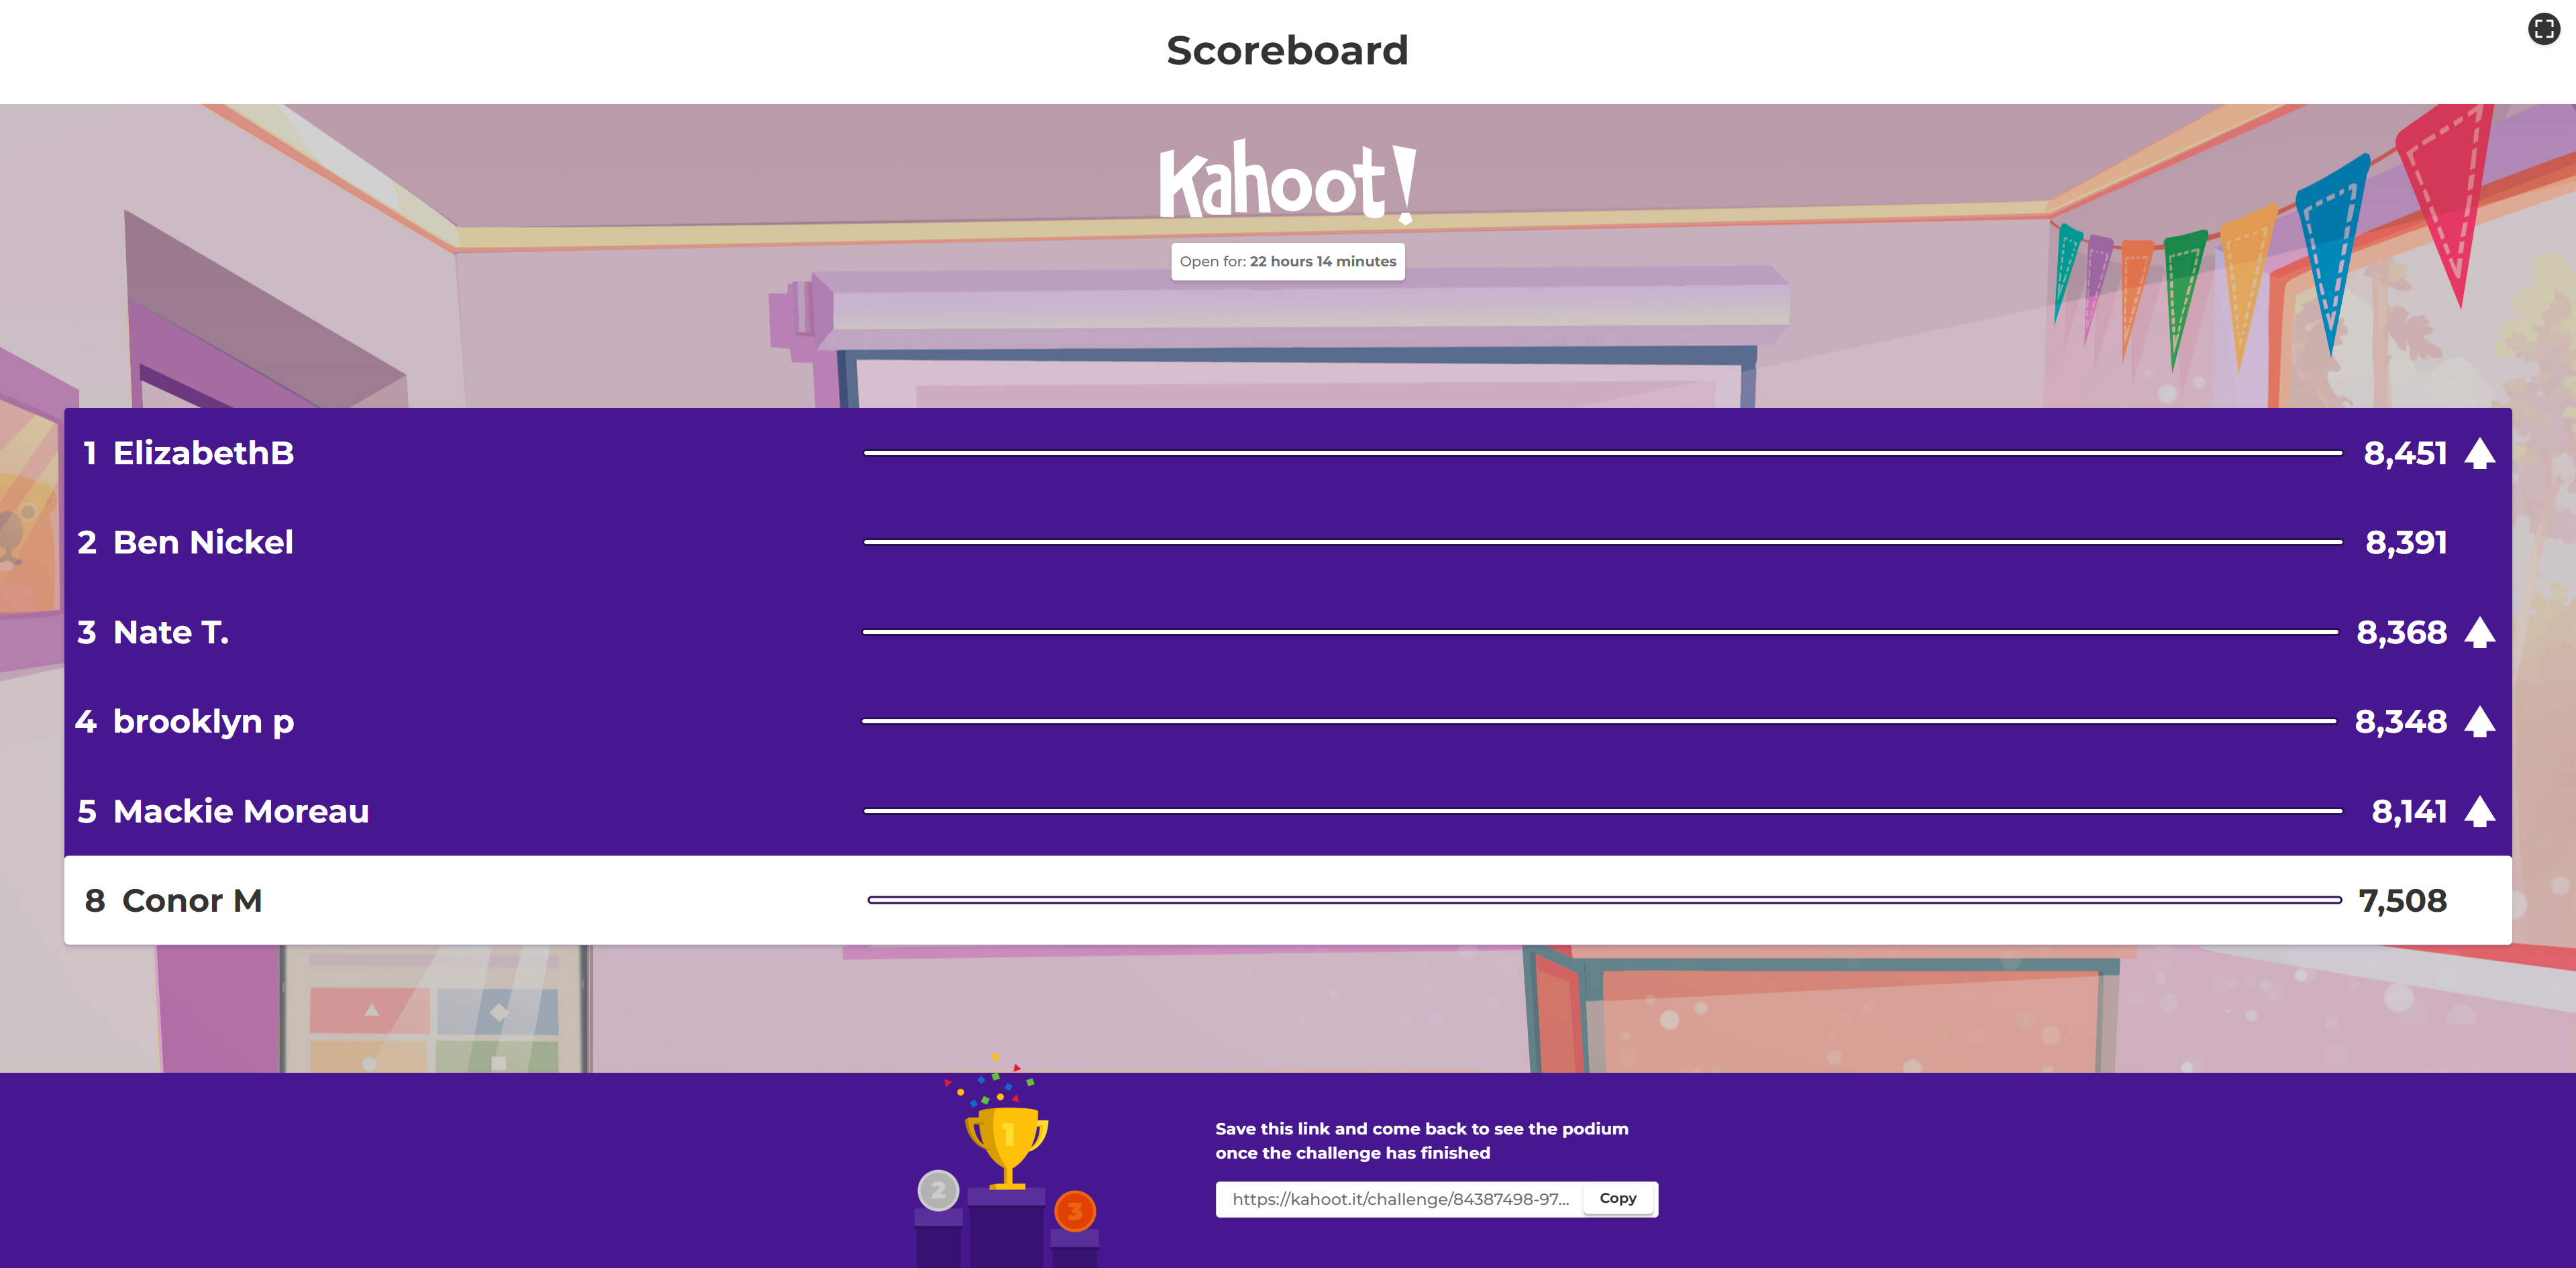 Scoreboard
Kahoot!
Open for: 22 hours 14 minutes
1 ElizabethB 8,451
2 Ben Nickel 8,391
3 Nate T. 8,368
4 brooklyn p 8,348
5 Mackie Moreau 8,141
8 Conor M 7,508
1
2
3
Save this link and come back to see the podium
once the challenge has finished
https://kahoot.it/challenge/84387498-97... Copy